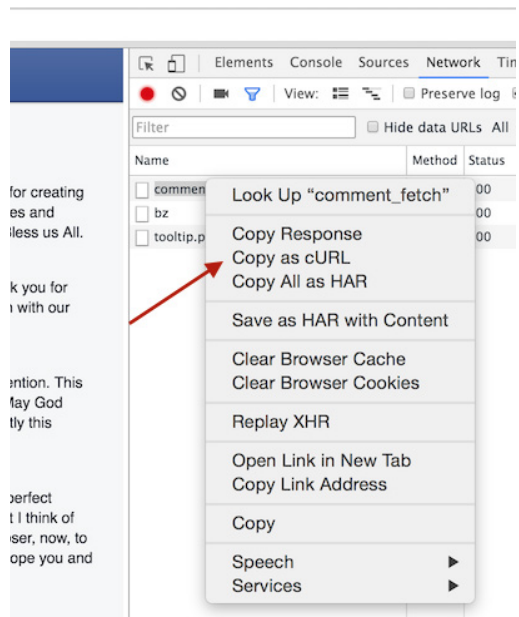 Elements Console Sources Network
View: Preserve log
Filter Hide data URLs All
Name Method Status
Look Up “comment_fetch”
bz
Copy Response
Copy as cURL
Copy All as HAR
Save as HAR with Content
Clear Browser Cache
Clear Browser Cookies
Replay XHR
Open Link in New Tab
Copy Link Address
Copy
Speech
Services
for creating
es and
less us All.
k you for
with our
ention. This
May God
tly this
perfect
t I think of
oser, now, to
ope you and